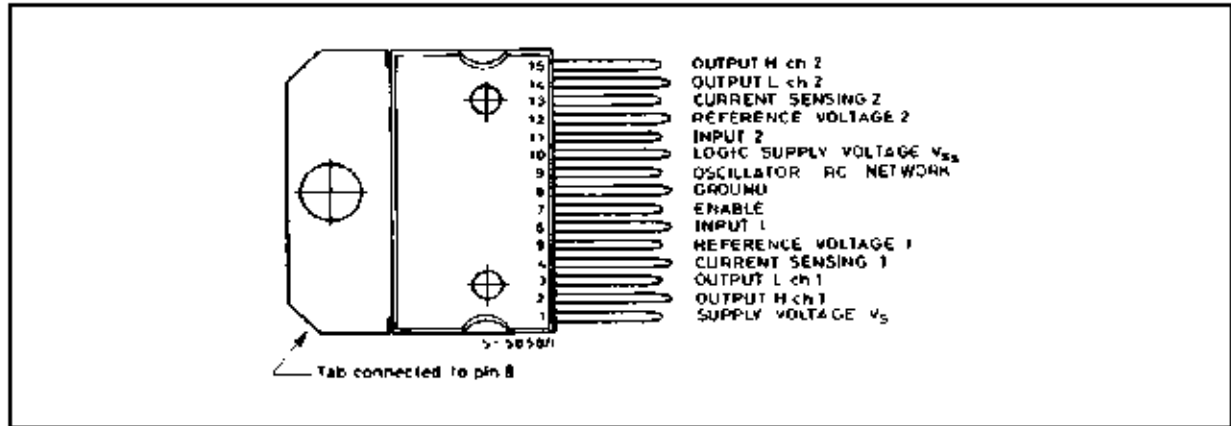 15 OUTPUT H ch 2
14 OUTPUT L ch 2
13 CURRENT SENSING 2
12 REFERENCE VOLTAGE 2
11 INPUT 2
10 LOGIC SUPPLY VOLTAGE Vss
9 OSCILLATOR RC NETWORK
8 GROUND
7 ENABLE
6 INPUT 1
5 REFERENCE VOLTAGE 1
4 CURRENT SENSING 1
3 OUTPUT L ch 1
2 OUTPUT H ch 1
1 SUPPLY VOLTAGE Vs
Tab connected to pin 8